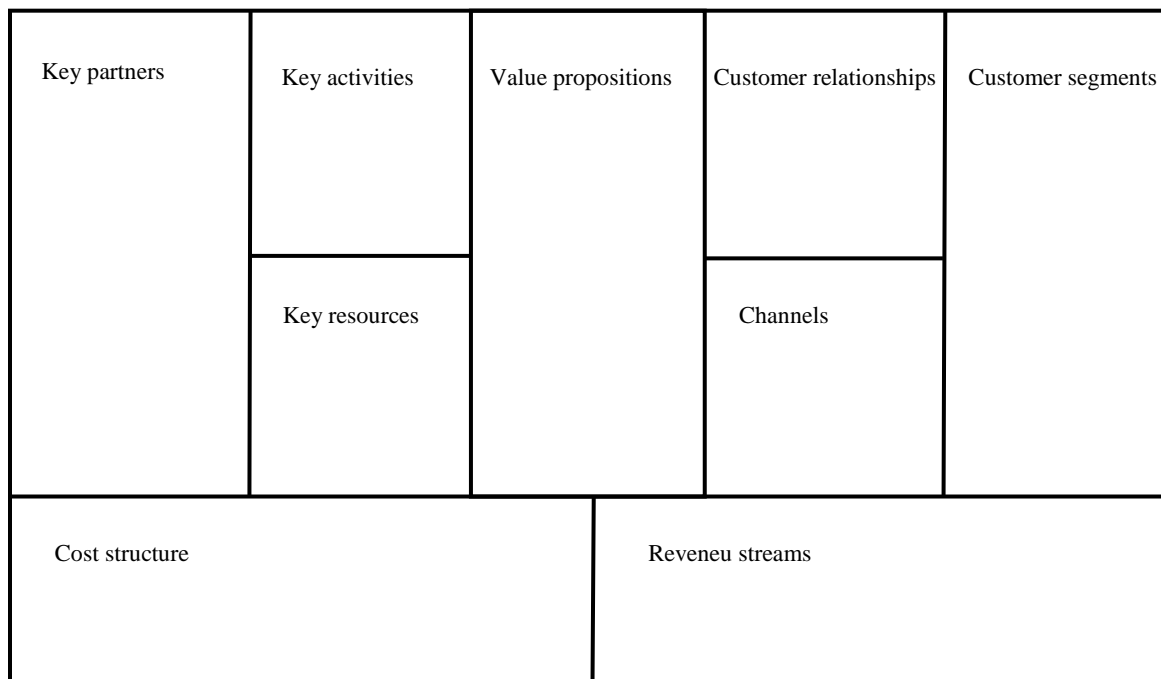 Key partners
Key activities
Value propositions
Customer relationships
Customer segments
Key resources
Channels
Cost structure
Reveneu streams